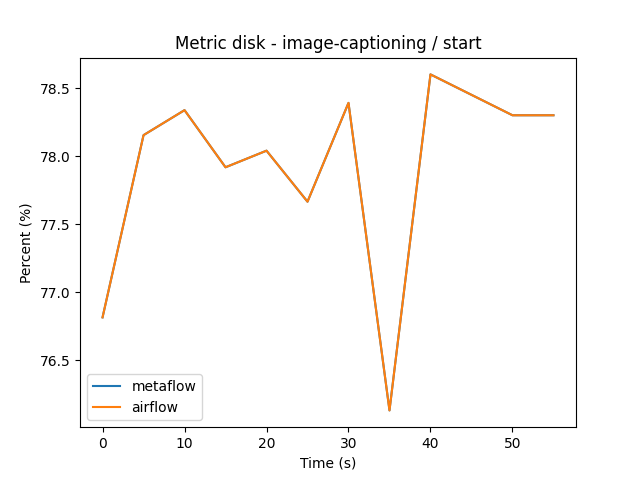 Metric disk - image-captioning / start
Percent (%)
78.5
78.0
77.5
77.0
76.5
metaflow
airflow
0 10 20 30 40 50
Time (s)